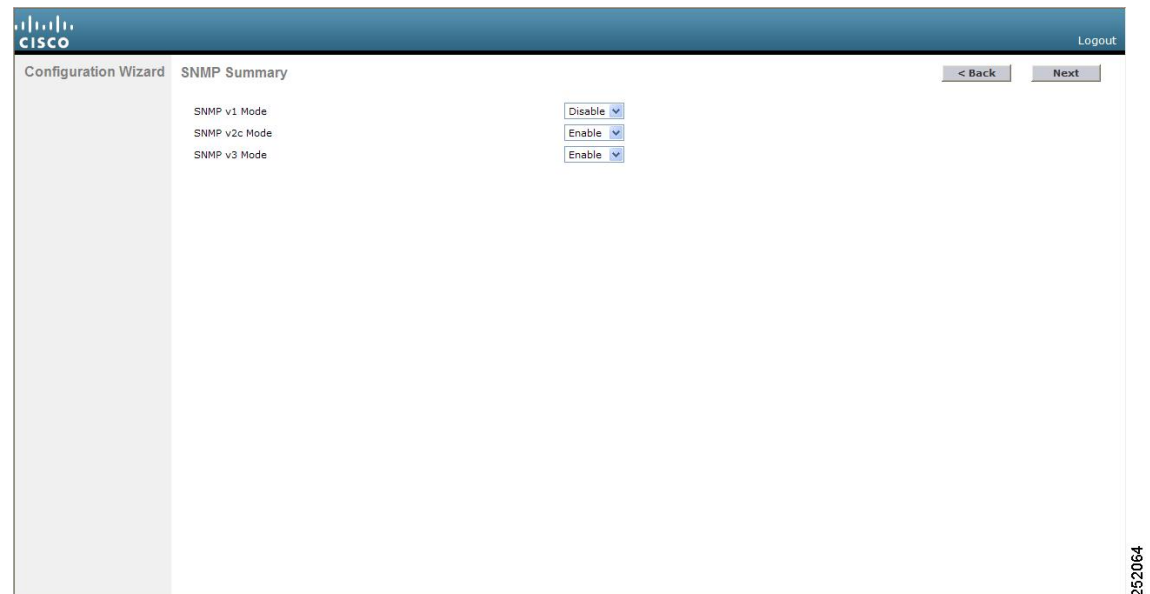 CISCO
Logout
Configuration Wizard
SNMP Summary
< Back
Next
SNMP v1 Mode
Disable
SNMP v2c Mode
Enable
SNMP v3 Mode
Enable
252064